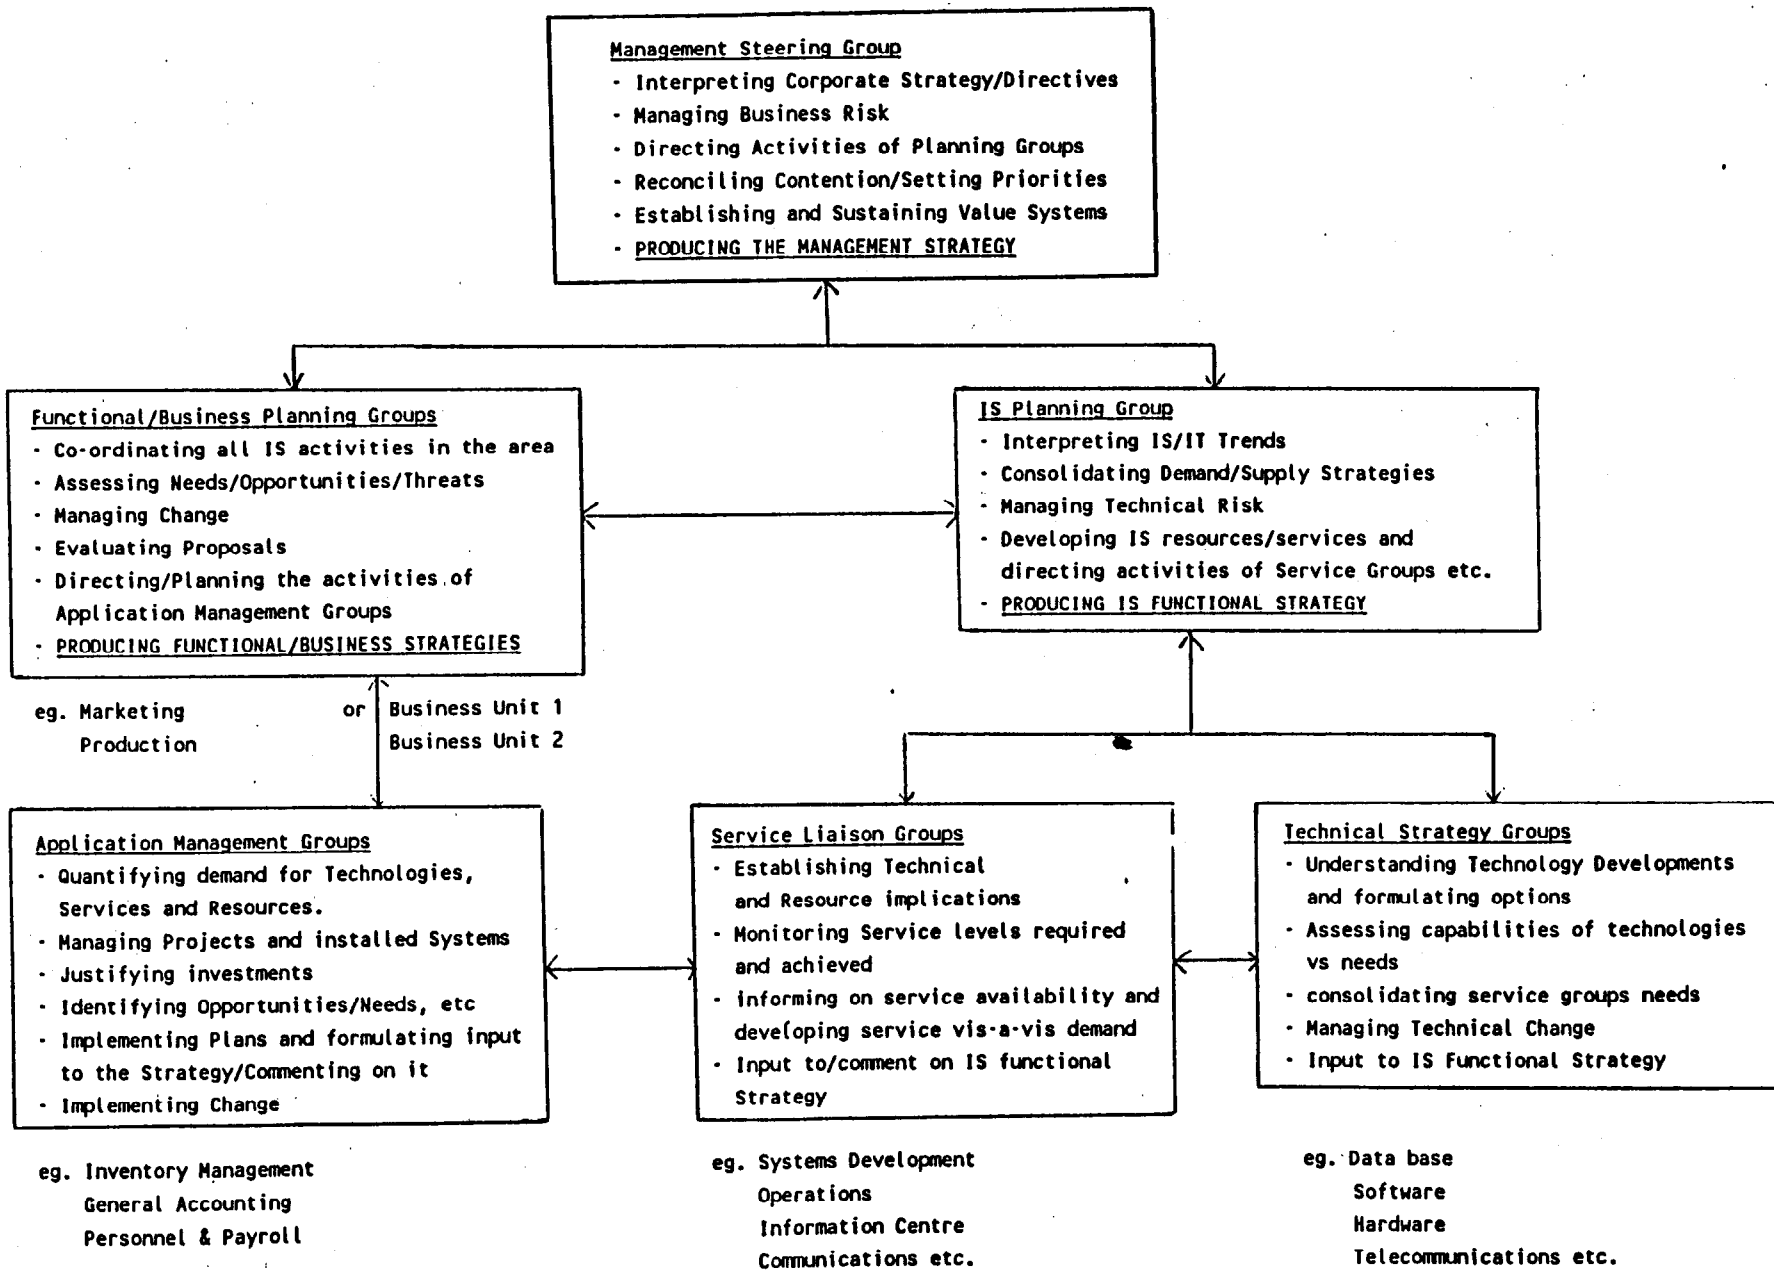 Management Steering Group
- Interpreting Corporate Strategy/Directives
- Managing Business Risk
- Directing Activities of Planning Groups
- Reconciling Contention/Setting Priorities
- Establishing and Sustaining Value Systems
- PRODUCING THE MANAGEMENT STRATEGY
Functional/Business Planning Groups
- Co-ordinating all IS activities in the area
- Assessing Needs/Opportunities/Threats
- Managing Change
- Evaluating Proposals
- Directing/Planning the activities of
Application Management Groups
- PRODUCING FUNCTIONAL/BUSINESS STRATEGIES
eg. Marketing or Business Unit 1
Production Business Unit 2
IS Planning Group
- Interpreting IS/IT Trends
- Consolidating Demand/Supply Strategies
- Managing Technical Risk
- Developing IS resources/services and
directing activities of Service Groups etc.
- PRODUCING IS FUNCTIONAL STRATEGY
Application Management Groups
- Quantifying demand for Technologies,
Services and Resources.
- Managing Projects and installed Systems
- Justifying investments
- Identifying Opportunities/Needs, etc
- Implementing Plans and formulating input
to the Strategy/Commenting on it
- Implementing Change
eg. Inventory Management
General Accounting
Personnel & Payroll
Service Liaison Groups
- Establishing Technical
and Resource implications
- Monitoring Service levels required
and achieved
- informing on service availability and
developing service vis-a-vis demand
- Input to/comment on IS functional
Strategy
eg. Systems Development
Operations
Information Centre
Communications etc.
Technical Strategy Groups
- Understanding Technology Developments
and formulating options
- Assessing capabilities of technologies
vs needs
- consolidating service groups needs
- Managing Technical Change
- Input to IS Functional Strategy
eg. Data base
Software
Hardware
Telecommunications etc.